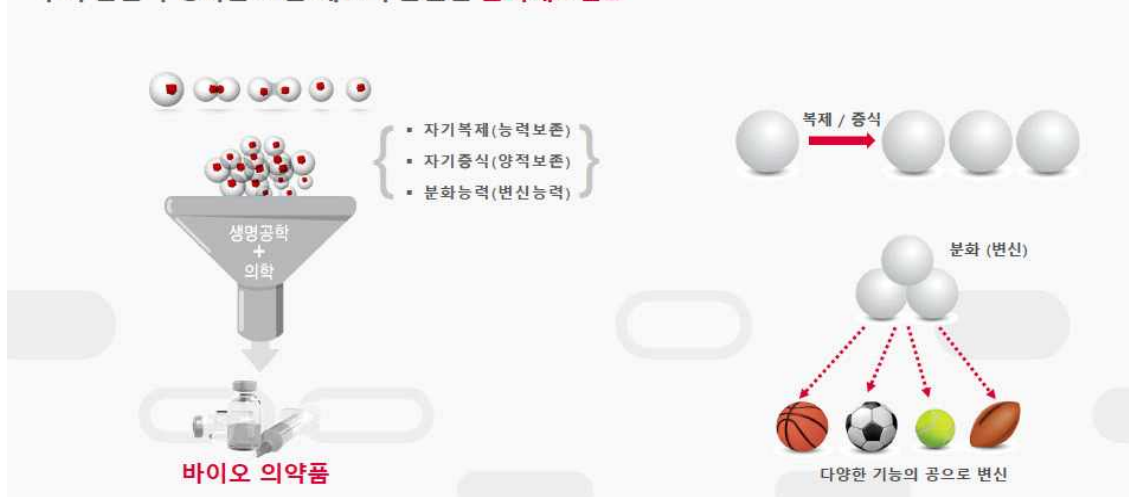 ▪ 자기복제(능력보존)
▪ 자기증식(양적보존)
▪ 분화능력(변신능력)
생명공학
+
의학
바이오 의약품
복제 / 증식
분화 (변신)
다양한 기능의 공으로 변신